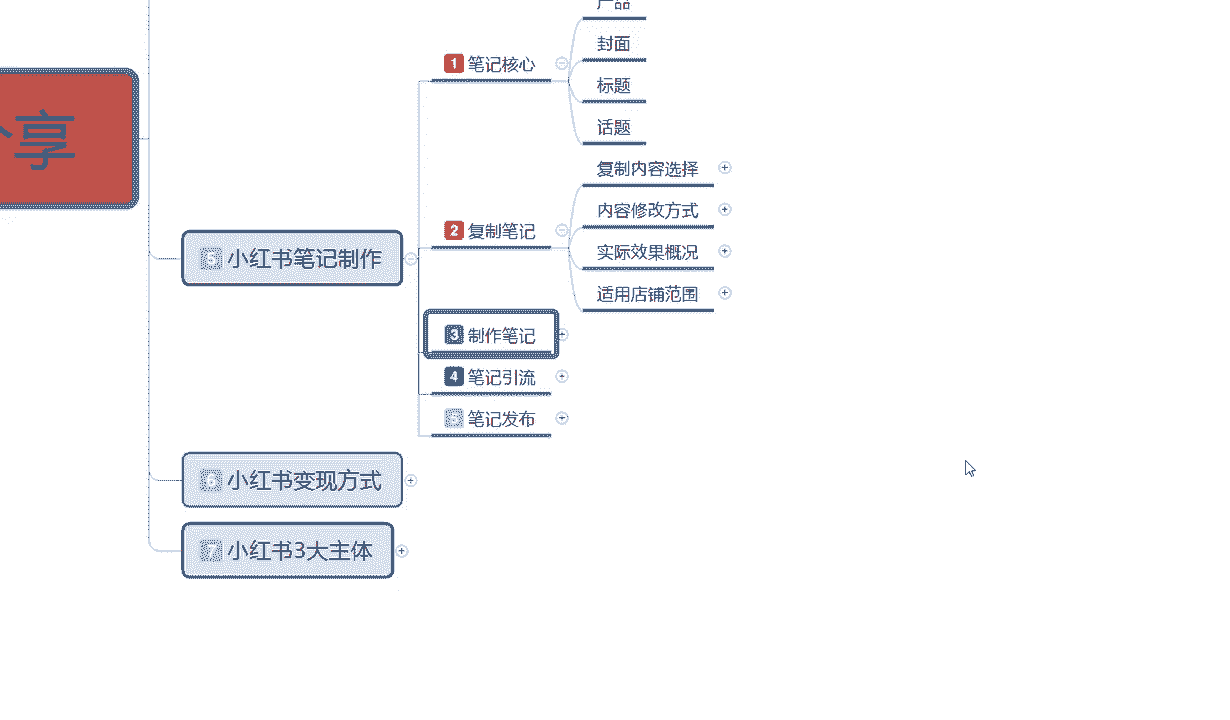 享
5 小红书笔记制作
1 笔记核心
产品
封面
标题
话题
2 复制笔记
复制内容选择
内容修改方式
实际效果概况
适用店铺范围
3 制作笔记
4 笔记引流
5 笔记发布
6 小红书变现方式
7 小红书3大主体